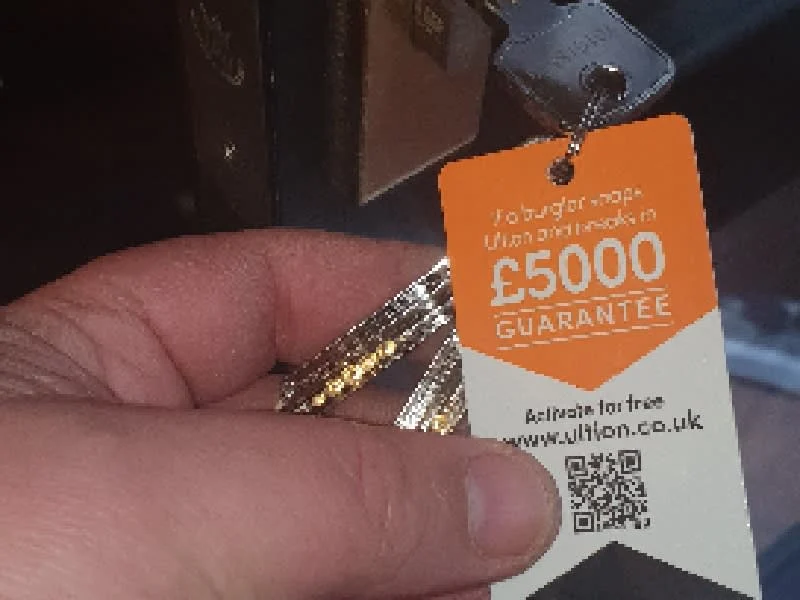 If a burglar snaps
Ultion and breaks in
£5000
GUARANTEE
Activate for free
www.ultion.co.uk